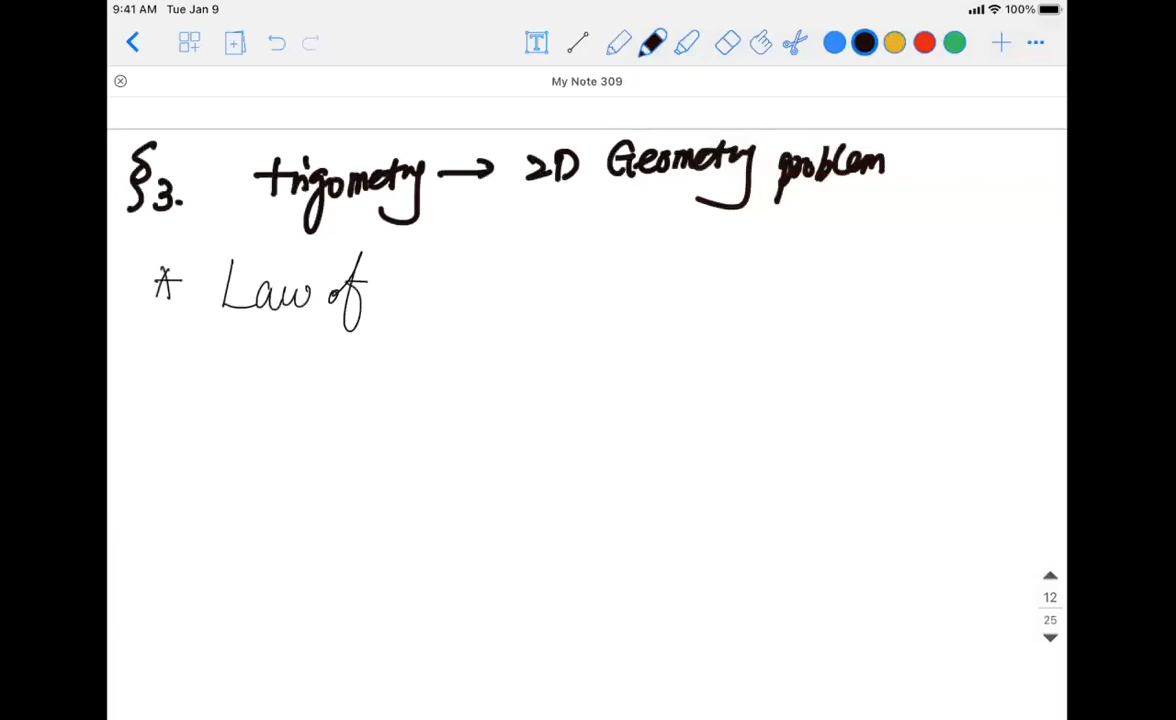 9:41 AM Tue Jan 9 100%
T
My Note 309
§3. trigometry → 2D Geometry problem
* Law of
12
25